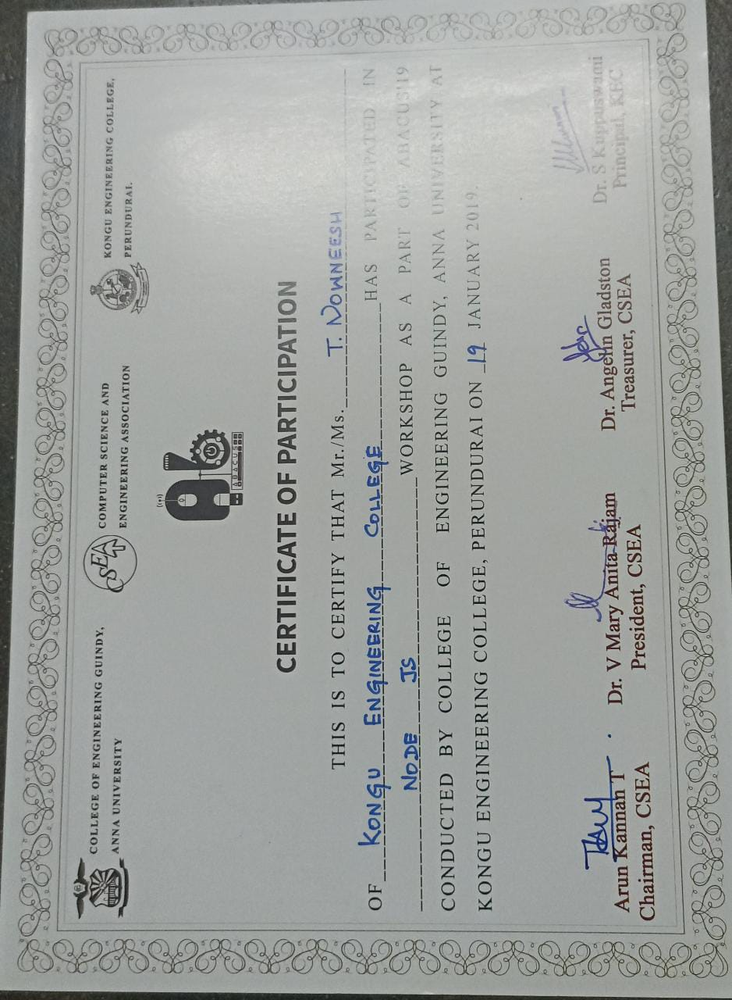 COLLEGE OF ENGINEERING GUINDY,
ANNA UNIVERSITY
CSEA
COMPUTER SCIENCE AND
ENGINEERING ASSOCIATION
KONGU ENGINEERING COLLEGE,
PERUNDURAI.
ABACUS
CERTIFICATE OF PARTICIPATION
THIS IS TO CERTIFY THAT Mr./Ms. T. NOWNEESH
OF KONGU ENGINEERING COLLEGE HAS PARTICIPATED IN
NODE JS WORKSHOP AS A PART OF ABACUS'19
CONDUCTED BY COLLEGE OF ENGINEERING GUINDY, ANNA UNIVERSITY AT
KONGU ENGINEERING COLLEGE, PERUNDURAI ON 19 JANUARY 2019.
Arun Kannan T
Chairman, CSEA
Dr. V Mary Anita Rajam
President, CSEA
Dr. Angelin Gladston
Treasurer, CSEA
Dr. S Kuppuswami
Principal, KEC